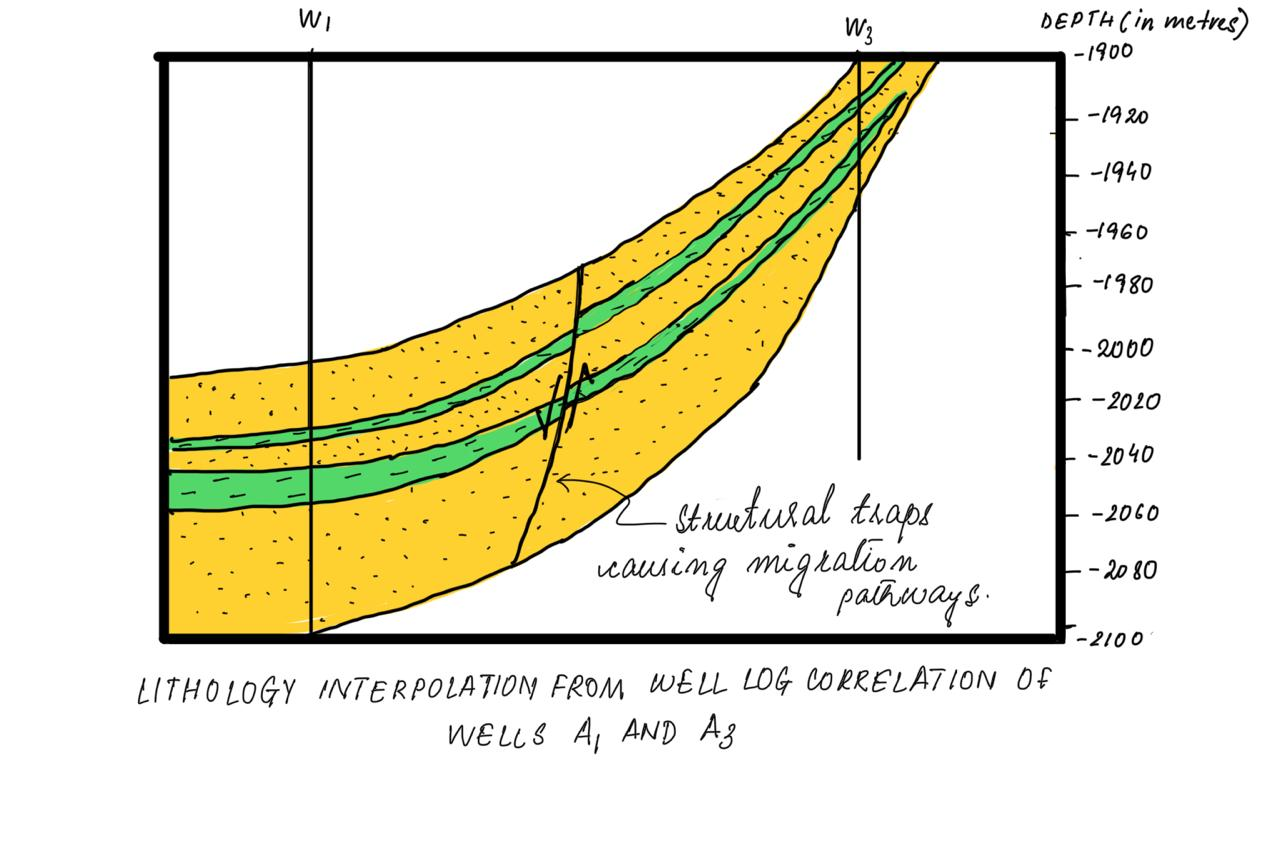 W1
W3
DEPTH (in metres)
-1900
-1920
-1940
-1960
-1980
-2000
-2020
-2040
-2060
-2080
-2100
structural traps
causing migration
pathways.
LITHOLOGY INTERPOLATION FROM WELL LOG CORRELATION OF
WELLS A1 AND A3